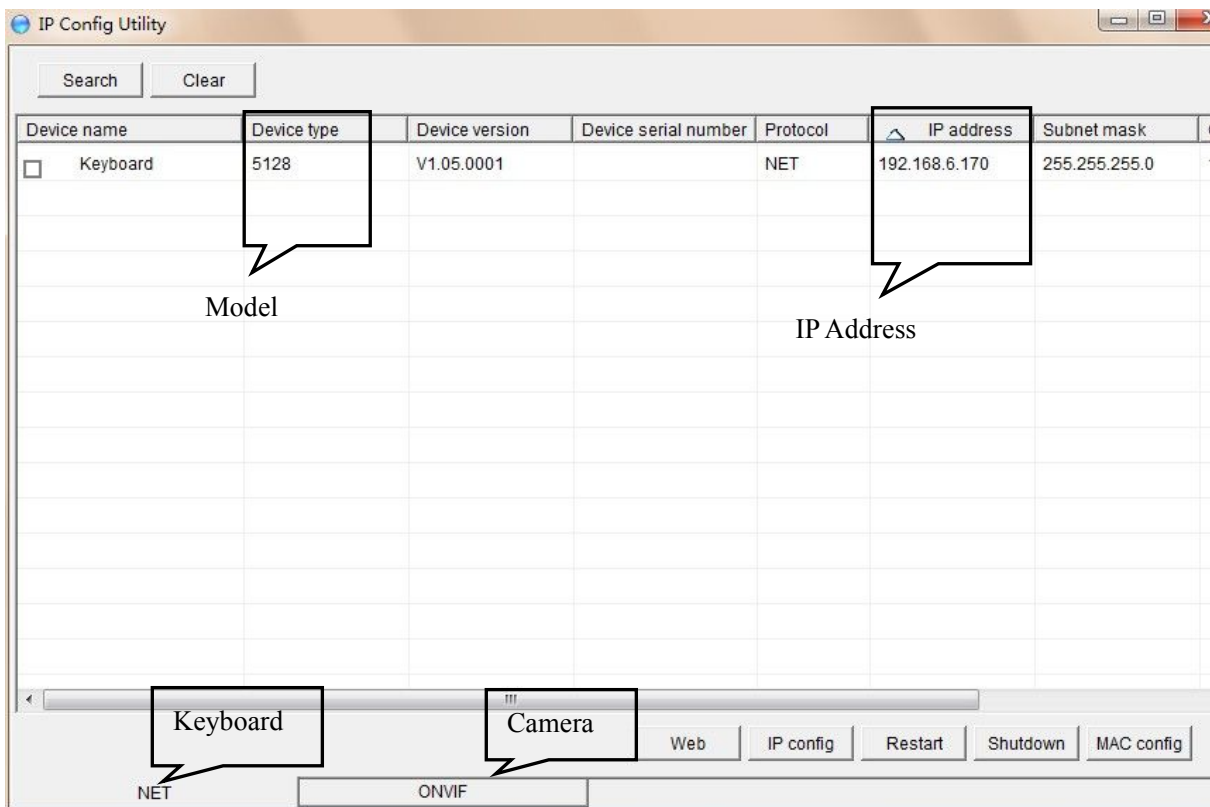 IP Config Utility
Search Clear
Device name Device type Device version Device serial number Protocol IP address Subnet mask
Keyboard 5128 V1.05.0001 NET 192.168.6.170 255.255.255.0
Model
IP Address
Keyboard Camera
Web IP config Restart Shutdown MAC config
NET ONVIF